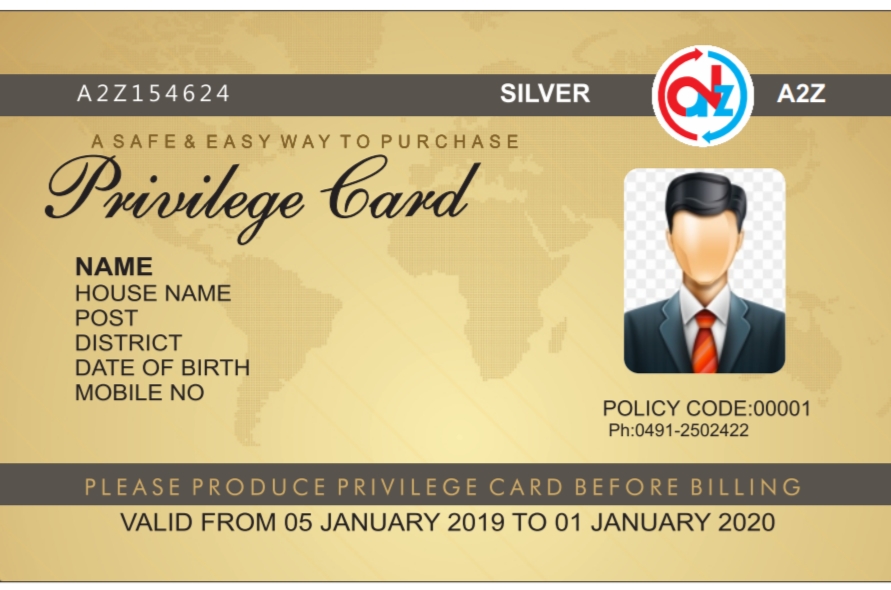 A2Z154624 SILVER a2z A2Z
A SAFE & EASY WAY TO PURCHASE
Privilege Card
NAME
HOUSE NAME
POST
DISTRICT
DATE OF BIRTH
MOBILE NO
POLICY CODE:00001
Ph:0491-2502422
PLEASE PRODUCE PRIVILEGE CARD BEFORE BILLING
VALID FROM 05 JANUARY 2019 TO 01 JANUARY 2020